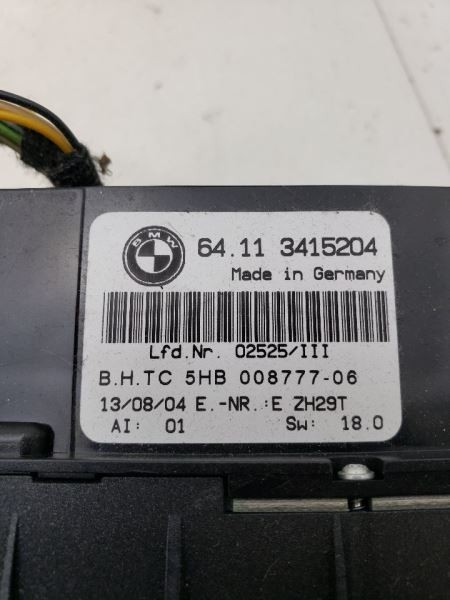 BMW
64.11 3415204
Made in Germany
Lfd.Nr. 02525/III
B.H.TC 5HB 008777-06
13/08/04 E.-NR.:E ZH29T
AI: 01 Sw: 18.0